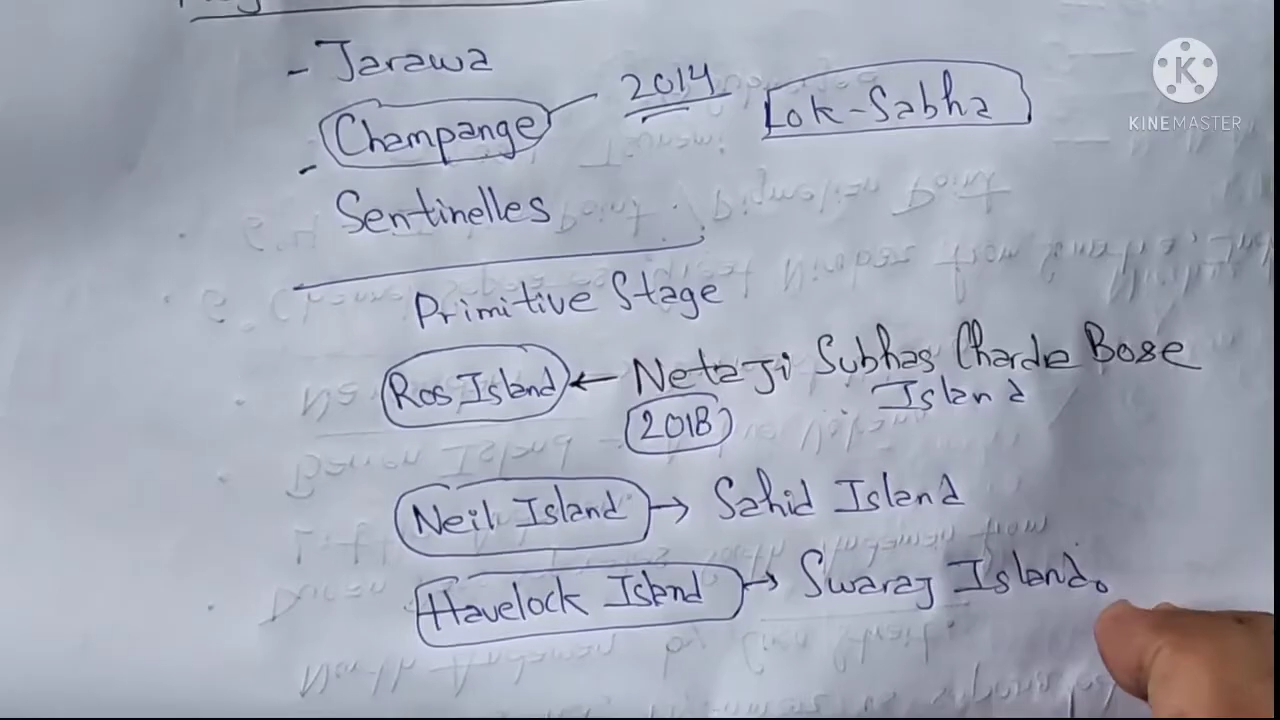 - Jarawa
Champange 2014 Lok-Sabha
- Sentinelles
Primitive Stage
Ros Island ← Netaji Subhas Charda Bose
Island
2018
Neil Island → Sahid Island
Havelock Island → Swaraj Island.
KINEMASTER